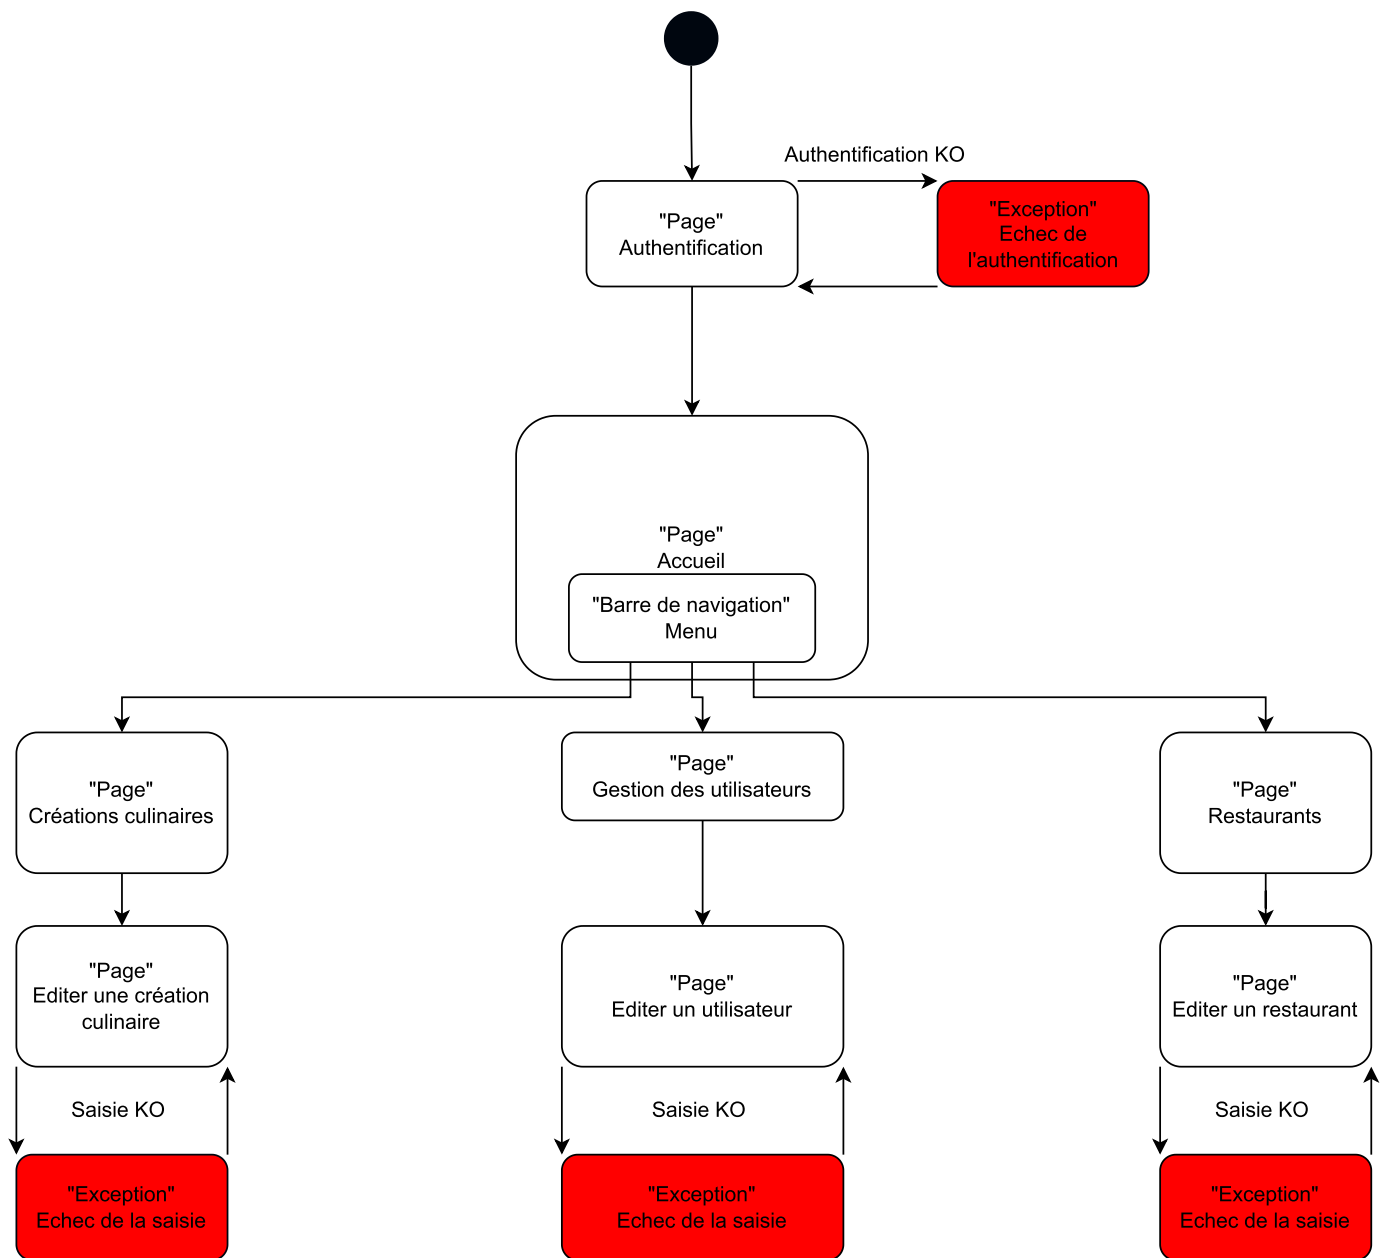 Authentification KO
"Page"
Authentification
"Exception"
Echec de
l'authentification
"Page"
Accueil
"Barre de navigation"
Menu
"Page"
Créations culinaires
"Page"
Gestion des utilisateurs
"Page"
Restaurants
"Page"
Editer une création
culinaire
"Page"
Editer un utilisateur
"Page"
Editer un restaurant
Saisie KO
Saisie KO
Saisie KO
"Exception"
Echec de la saisie
"Exception"
Echec de la saisie
"Exception"
Echec de la saisie